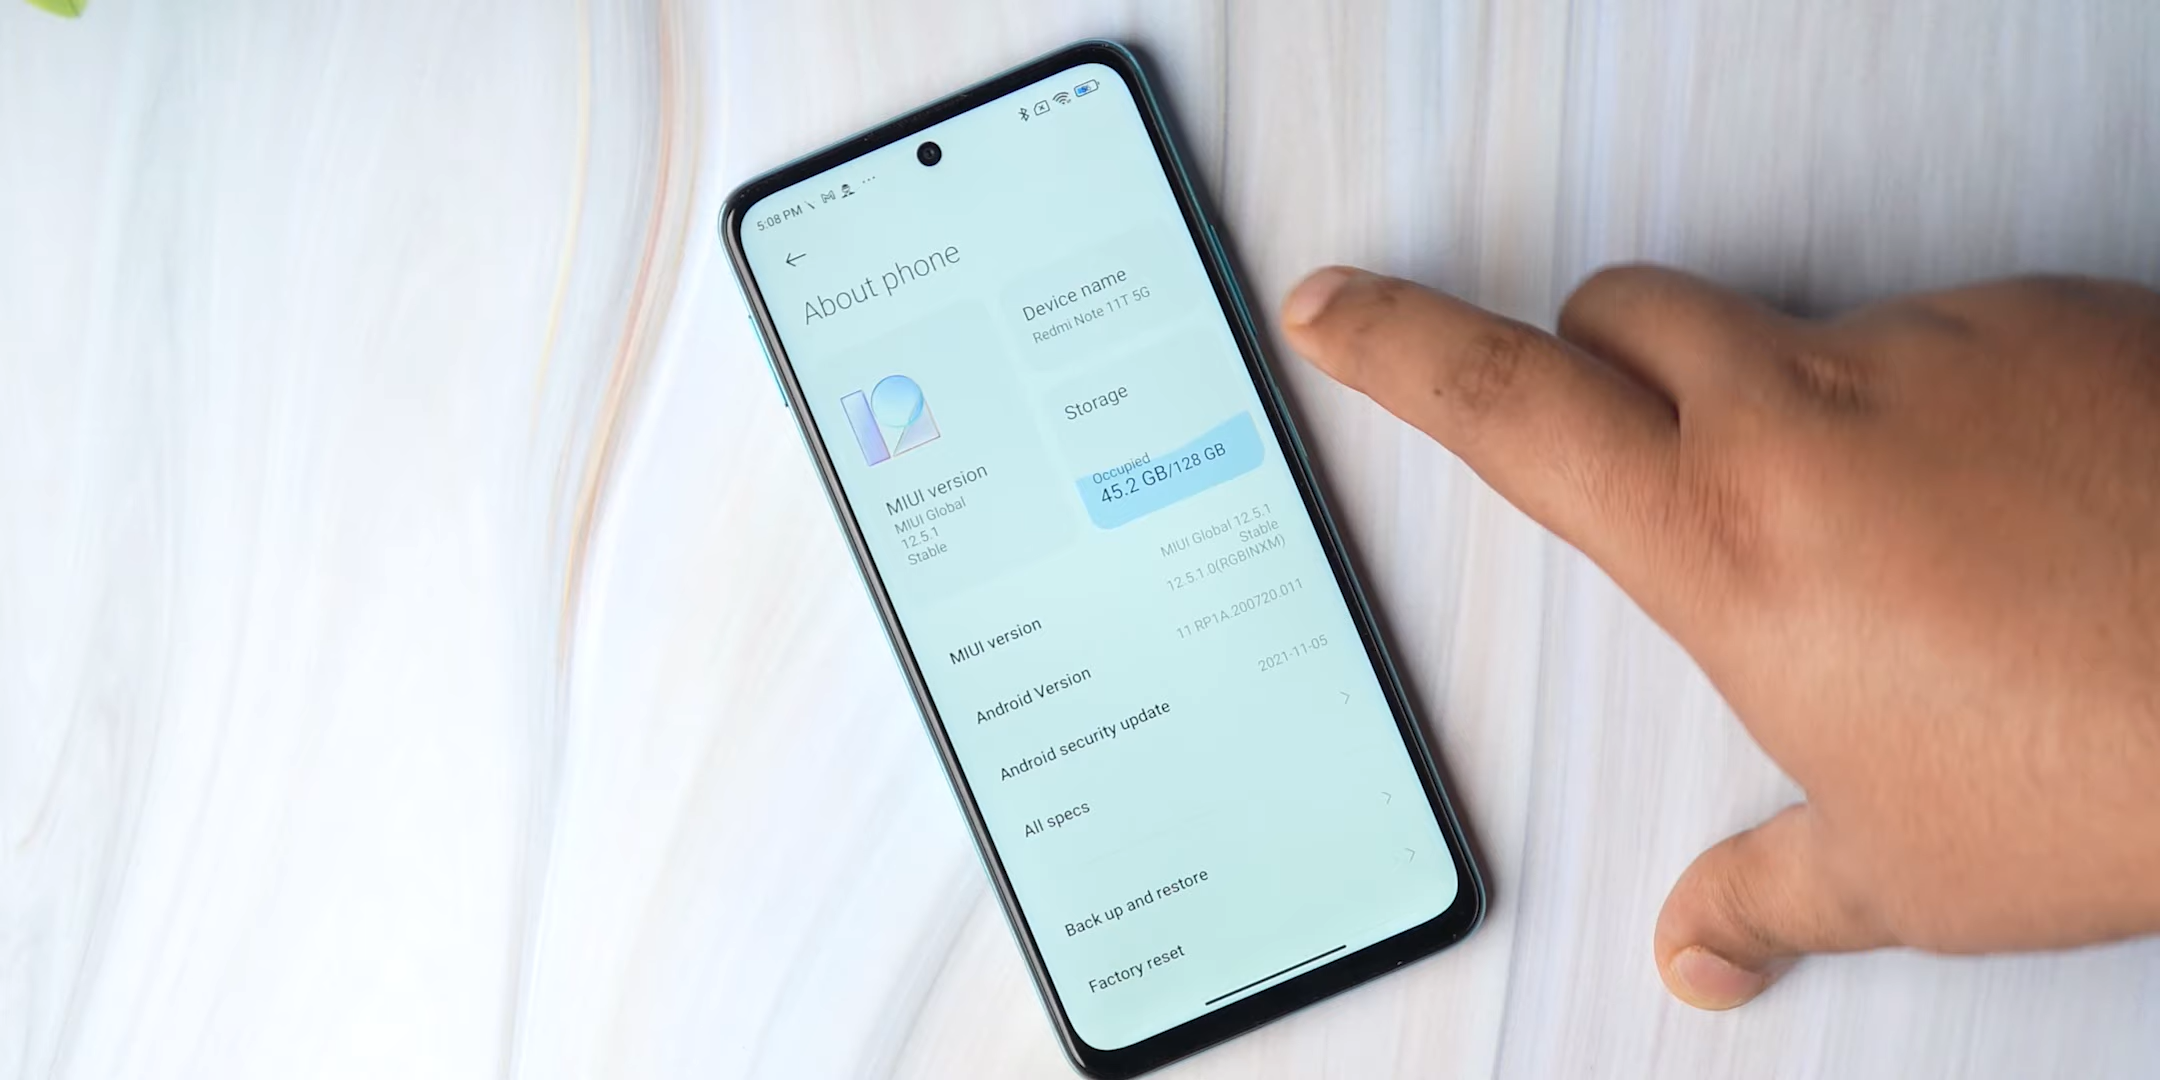 5:08 PM
About phone
Device name
Redmi Note 11T 5G
12
MIUI version
MIUI Global
12.5.1
Stable
Storage
Occupied
45.2 GB/128 GB
MIUI version
MIUI Global 12.5.1
Stable
12.5.1.0(RGBINXM)
Android Version
11 RP1A.200720.011
Android security update
2021-11-05
All specs
Back up and restore
Factory reset